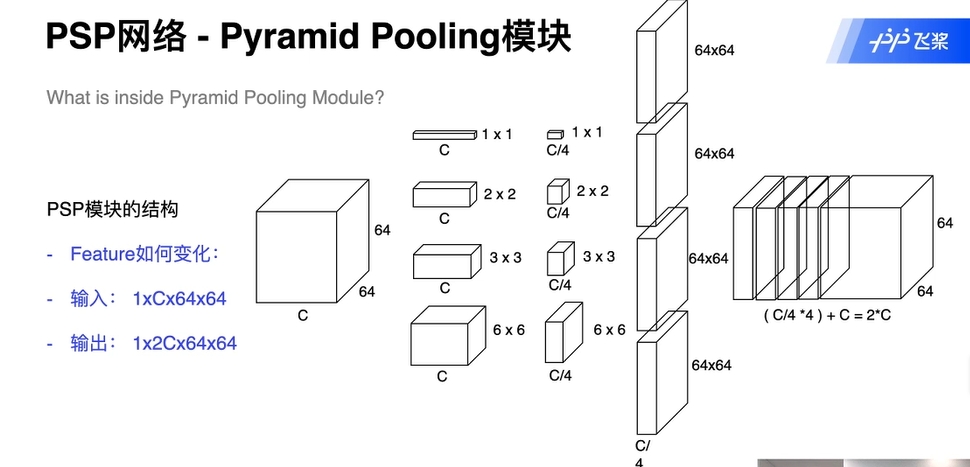 PSP网络 - Pyramid Pooling模块
飞桨
What is inside Pyramid Pooling Module?
PSP模块的结构
- Feature如何变化：
- 输入： 1xCx64x64
- 输出： 1x2Cx64x64
64
64
C
1 x 1
C
2 x 2
C
3 x 3
C
6 x 6
C
1 x 1
C/4
2 x 2
C/4
3 x 3
C/4
6 x 6
C/4
64x64
64x64
64x64
64x64
C/
4
64
64
( C/4 *4 ) + C = 2*C